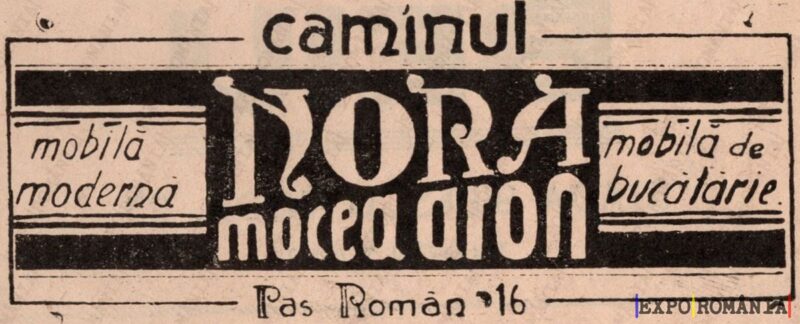 caminul
NORA
mocea aron
mobilă
modernă
mobilă de
bucătărie.
Pas Român 16
EXPO ROMÂNIA